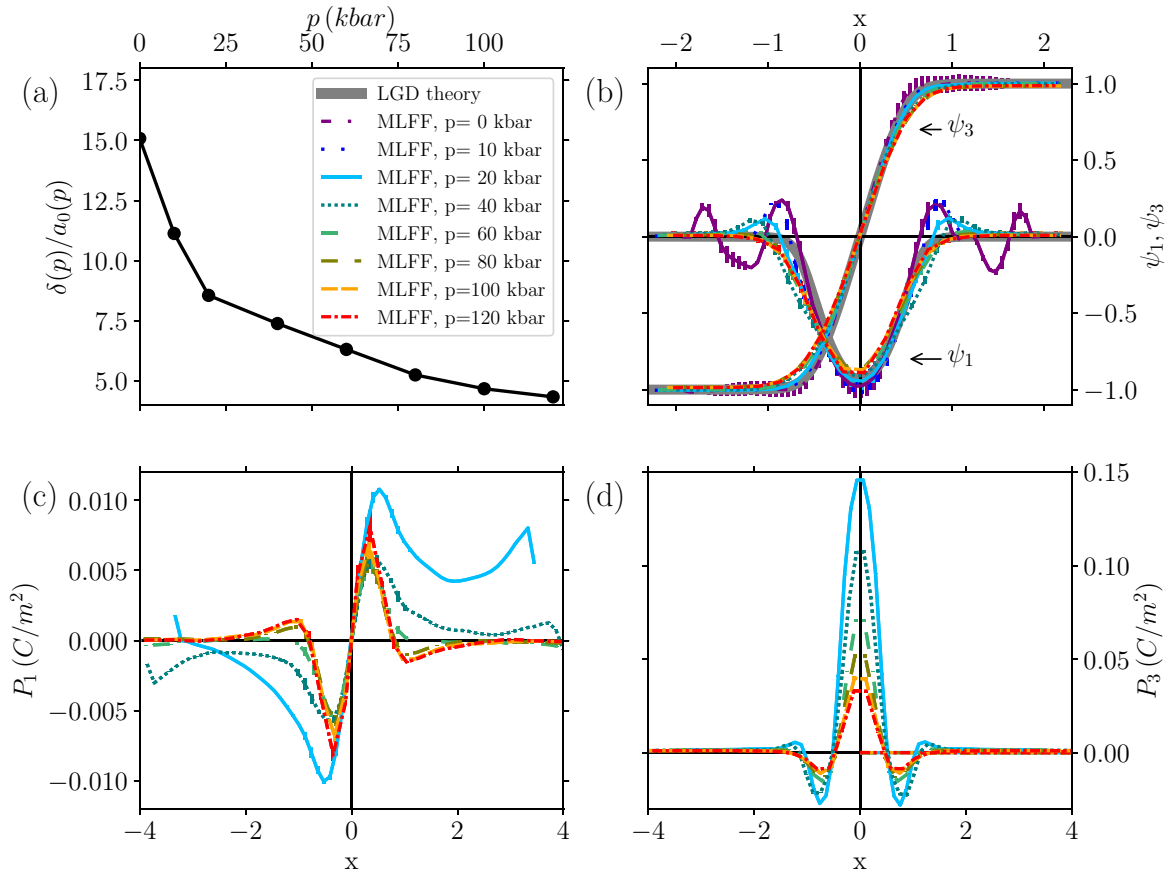 p (kbar)
0 25 50 75 100
(a)
δ(p)/a₀(p)
17.5
15.0
12.5
10.0
7.5
5.0
LGD theory
MLFF, p= 0 kbar
MLFF, p= 10 kbar
MLFF, p= 20 kbar
MLFF, p= 40 kbar
MLFF, p= 60 kbar
MLFF, p= 80 kbar
MLFF, p=100 kbar
MLFF, p=120 kbar
x
−2 −1 0 1 2
(b)
ψ₃
ψ₁
1.0
0.5
0.0
−0.5
−1.0
ψ₁, ψ₃
(c)
P₁ (C/m²)
0.010
0.005
0.000
−0.005
−0.010
−4 −2 0 2 4
x
(d)
0.15
0.10
0.05
0.00
P₃ (C/m²)
−4 −2 0 2 4
x